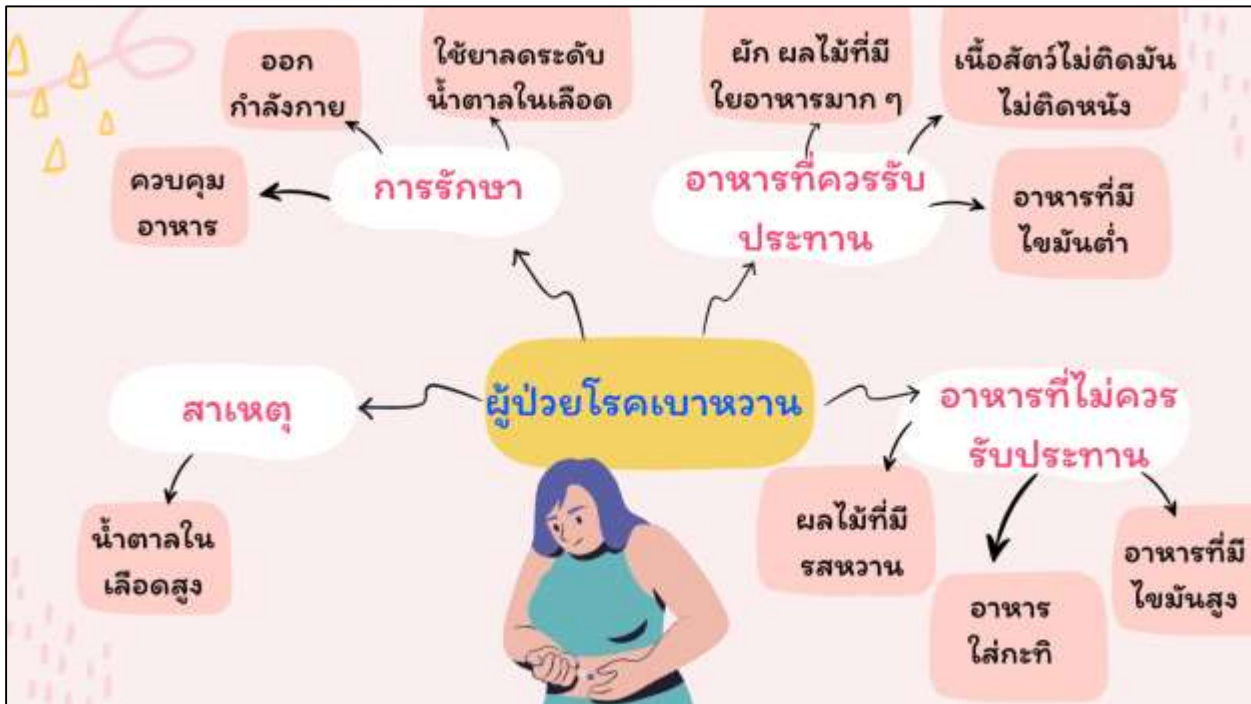 ออก
กำลังกาย
ใช้ยาลดระดับ
น้ำตาลในเลือด
ควบคุม
อาหาร
การรักษา
ผัก ผลไม้ที่มี
ใยอาหารมาก ๆ
เนื้อสัตว์ไม่ติดมัน
ไม่ติดหนัง
อาหารที่ควรรับ
ประทาน
อาหารที่มี
ไขมันต่ำ
ผู้ป่วยโรคเบาหวาน
สาเหตุ
น้ำตาลใน
เลือดสูง
อาหารที่ไม่ควร
รับประทาน
ผลไม้ที่มี
รสหวาน
อาหาร
ใส่กะทิ
อาหารที่มี
ไขมันสูง